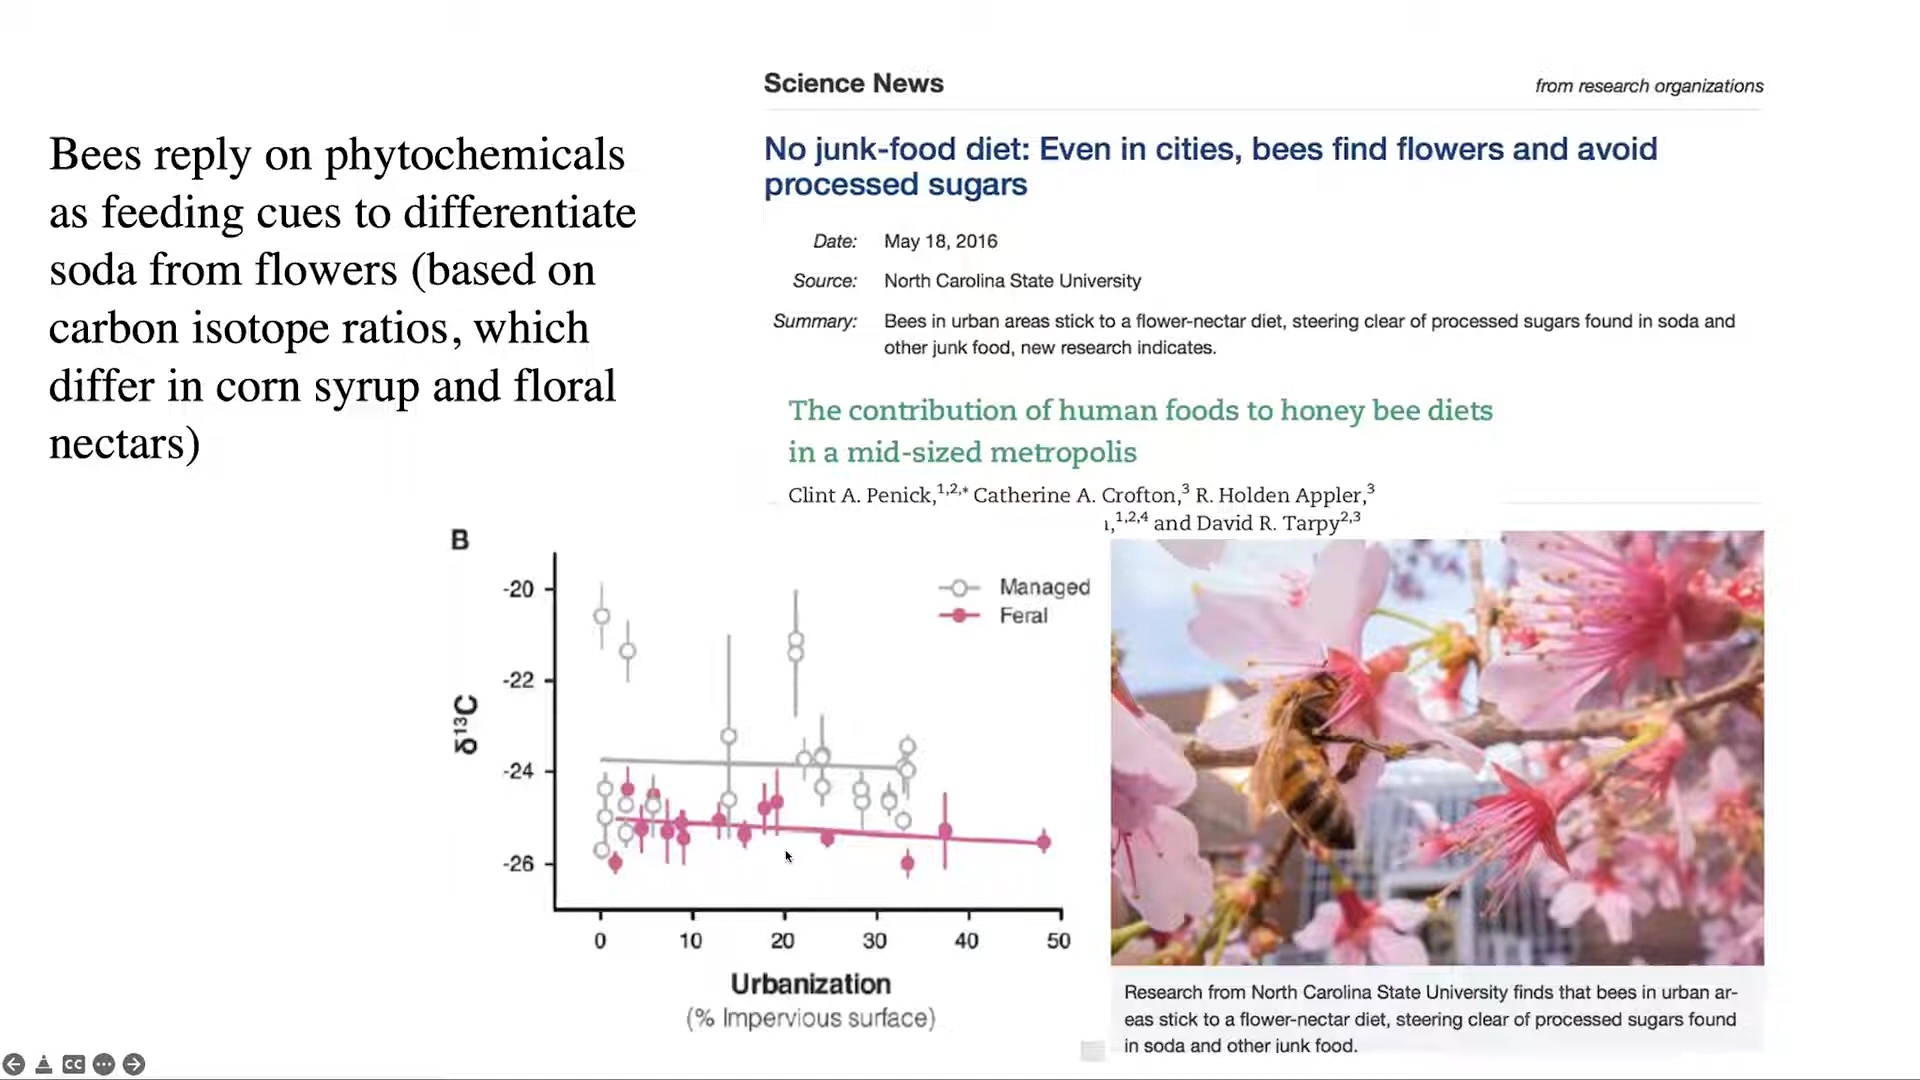 Bees reply on phytochemicals
as feeding cues to differentiate
soda from flowers (based on
carbon isotope ratios, which
differ in corn syrup and floral
nectars)
Science News
from research organizations
No junk-food diet: Even in cities, bees find flowers and avoid
processed sugars
Date: May 18, 2016
Source: North Carolina State University
Summary: Bees in urban areas stick to a flower-nectar diet, steering clear of processed sugars found in soda and
other junk food, new research indicates.
The contribution of human foods to honey bee diets
in a mid-sized metropolis
Clint A. Penick,1,2,* Catherine A. Crofton,3 R. Holden Appler,3
,1,2,4 and David R. Tarpy2,3
B
Managed
Feral
δ13C
-20
-22
-24
-26
0 10 20 30 40 50
Urbanization
(% Impervious surface)
Research from North Carolina State University finds that bees in urban ar-
eas stick to a flower-nectar diet, steering clear of processed sugars found
in soda and other junk food.
CC